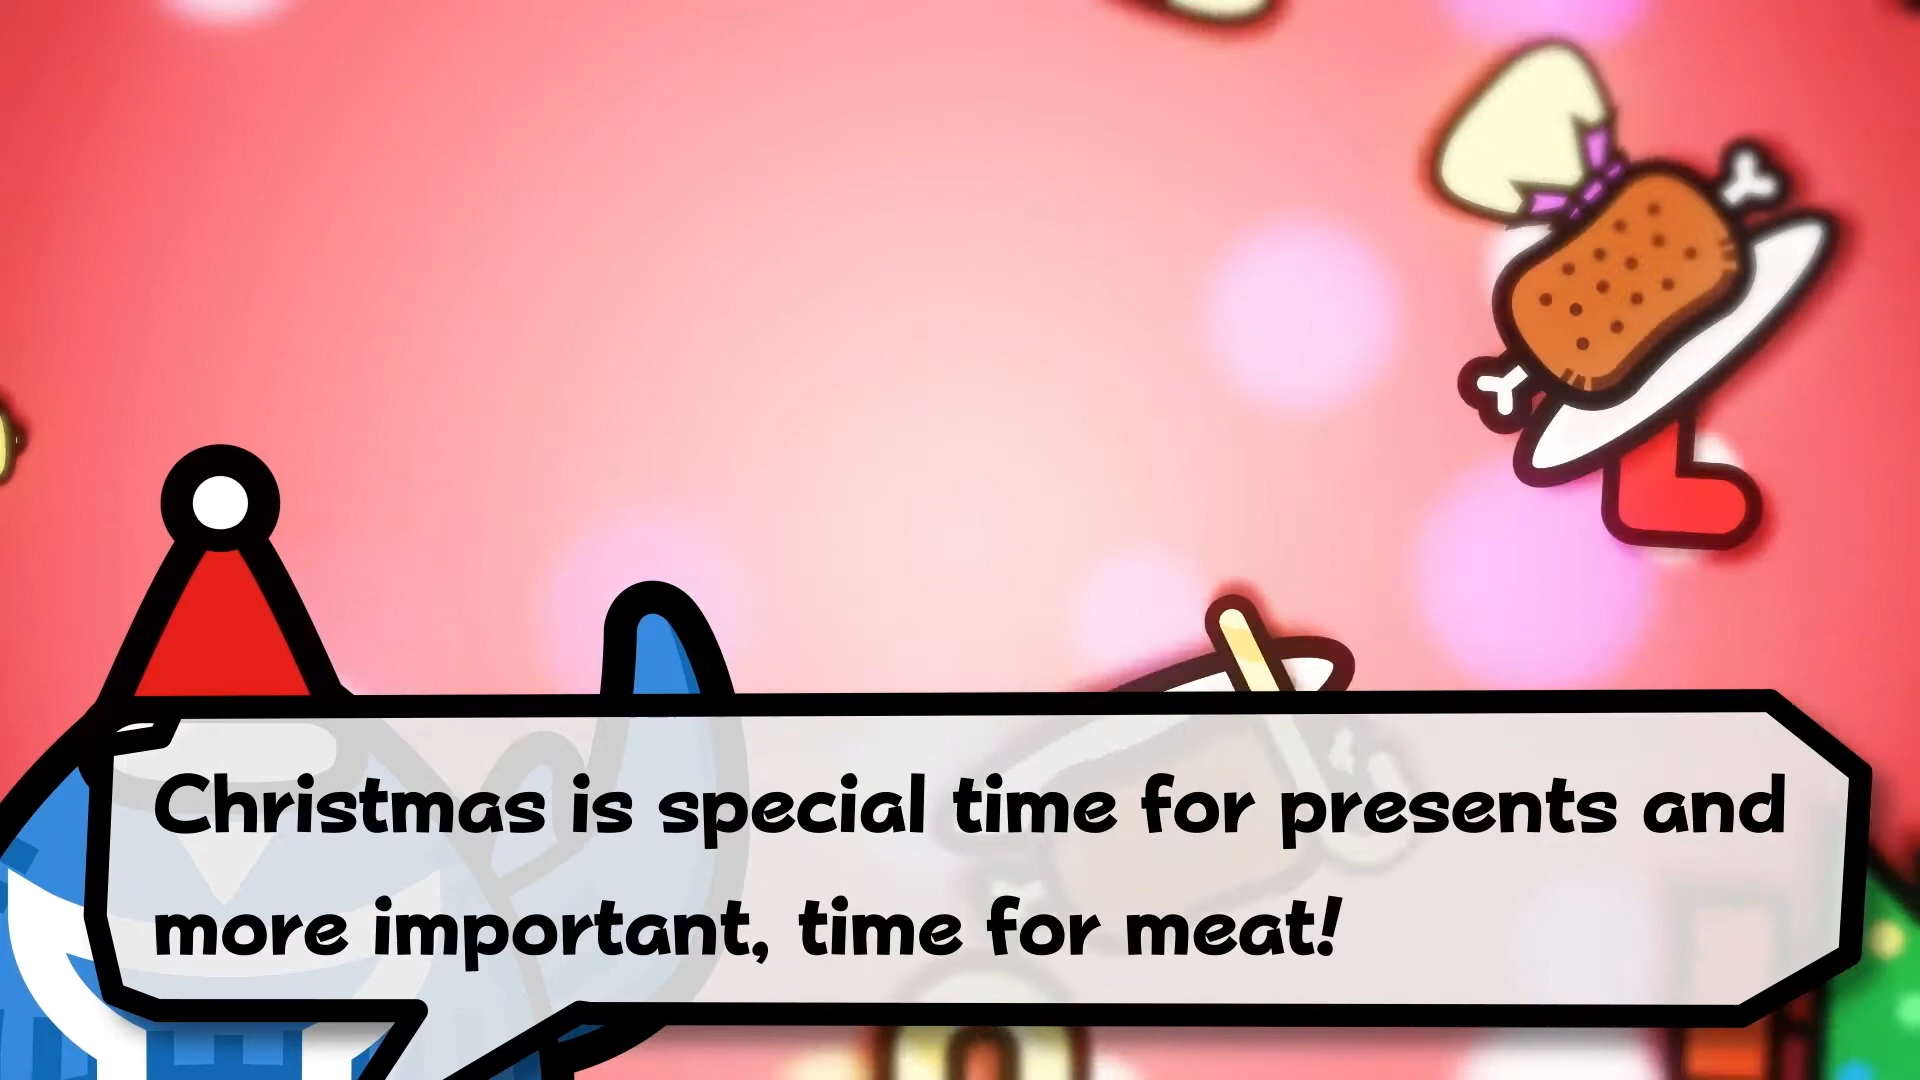 Christmas is special time for presents and
more important, time for meat!